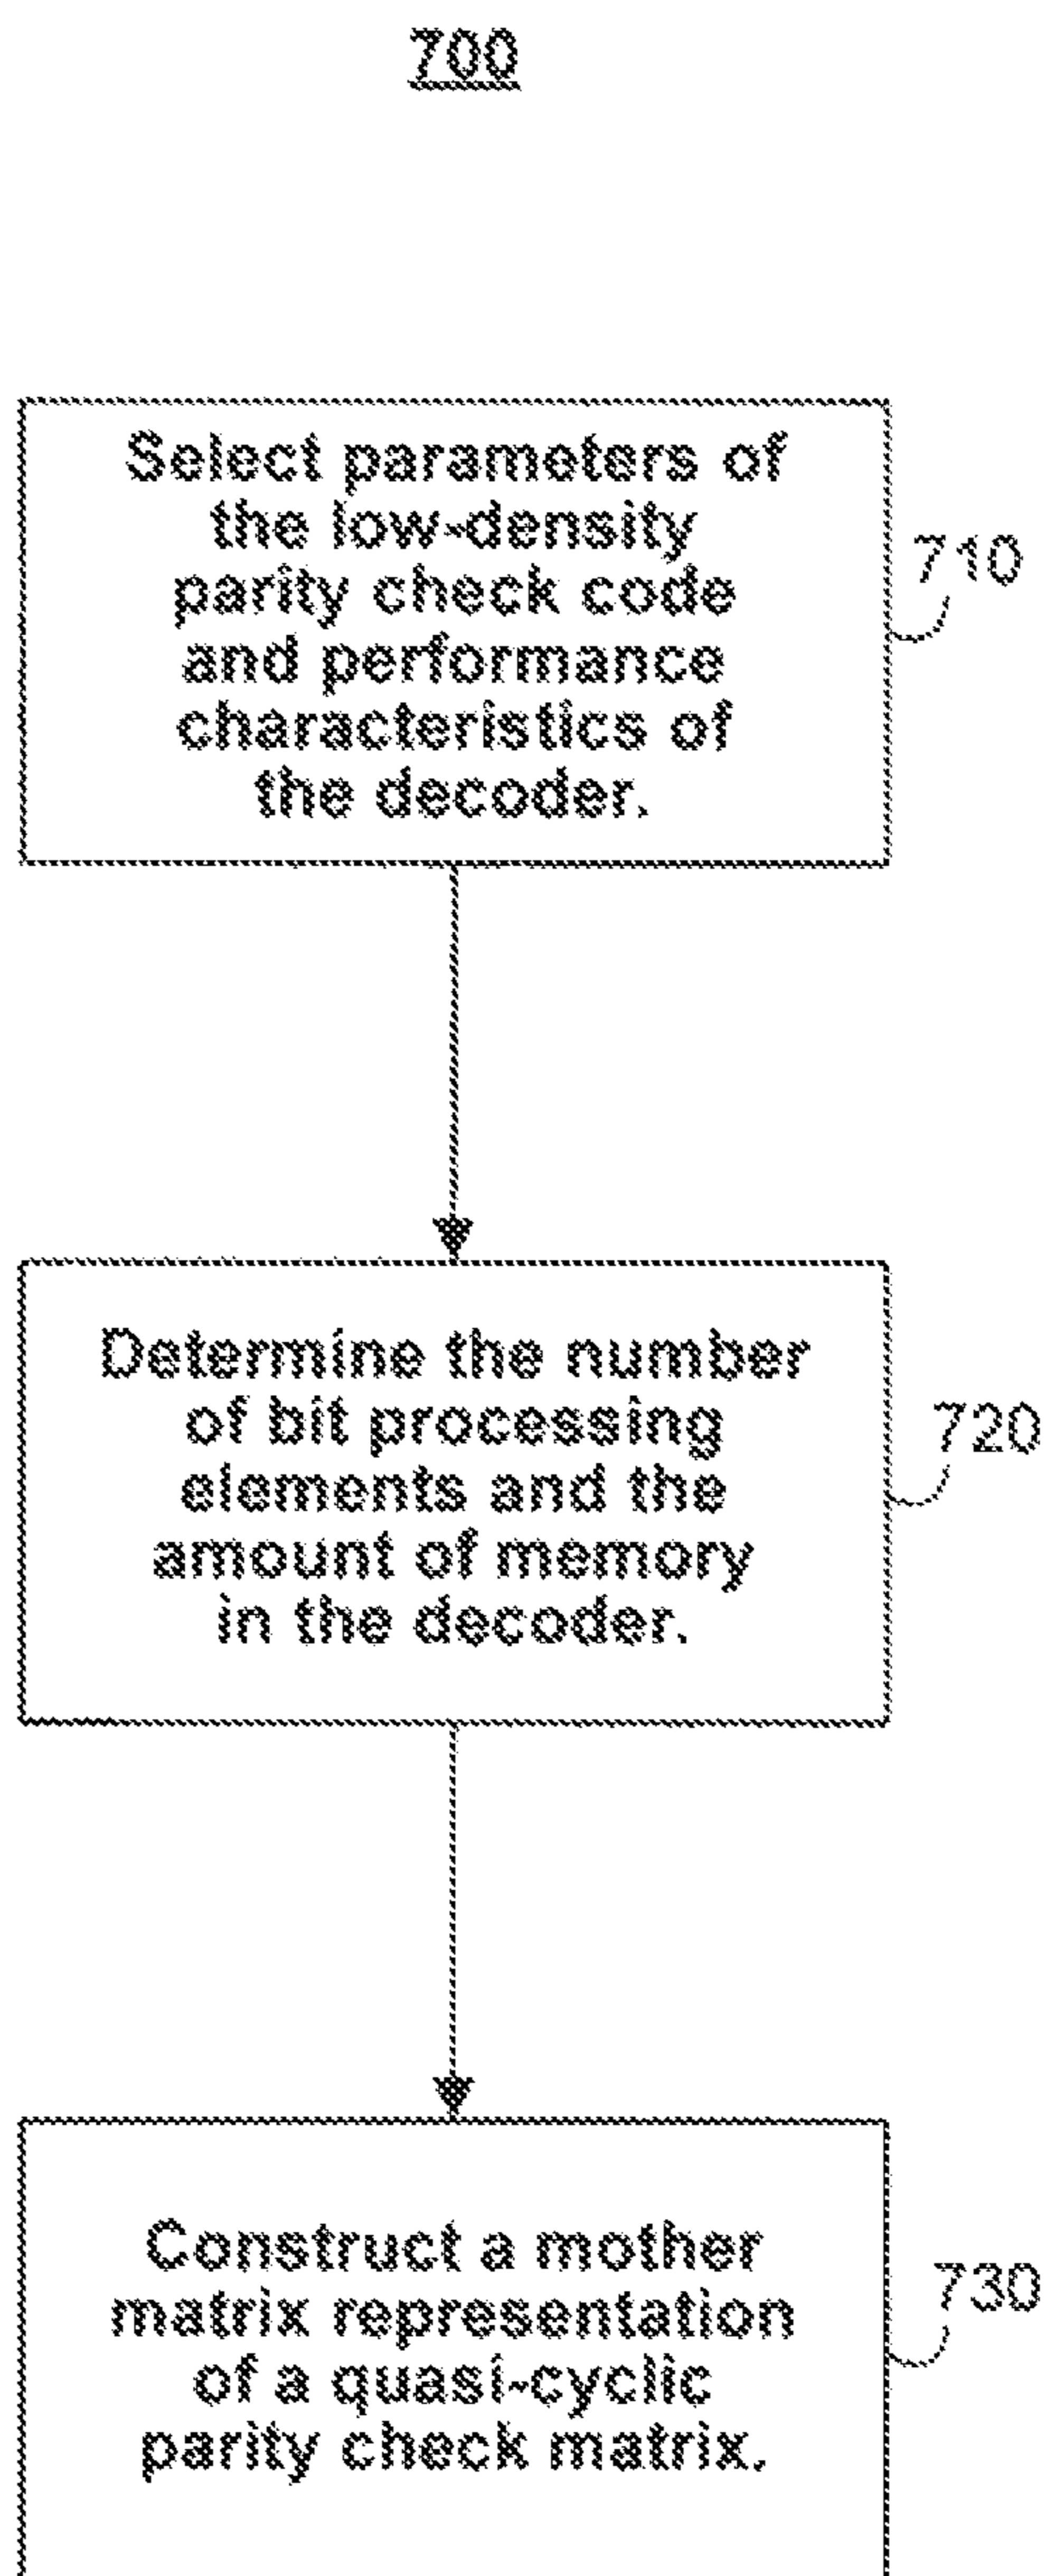 700
Select parameters of
the low-density
parity check code
and performance
characteristics of
the decoder.
710
Determine the number
of bit processing
elements and the
amount of memory
in the decoder.
720
Construct a mother
matrix representation
of a quasi-cyclic
parity check matrix.
730